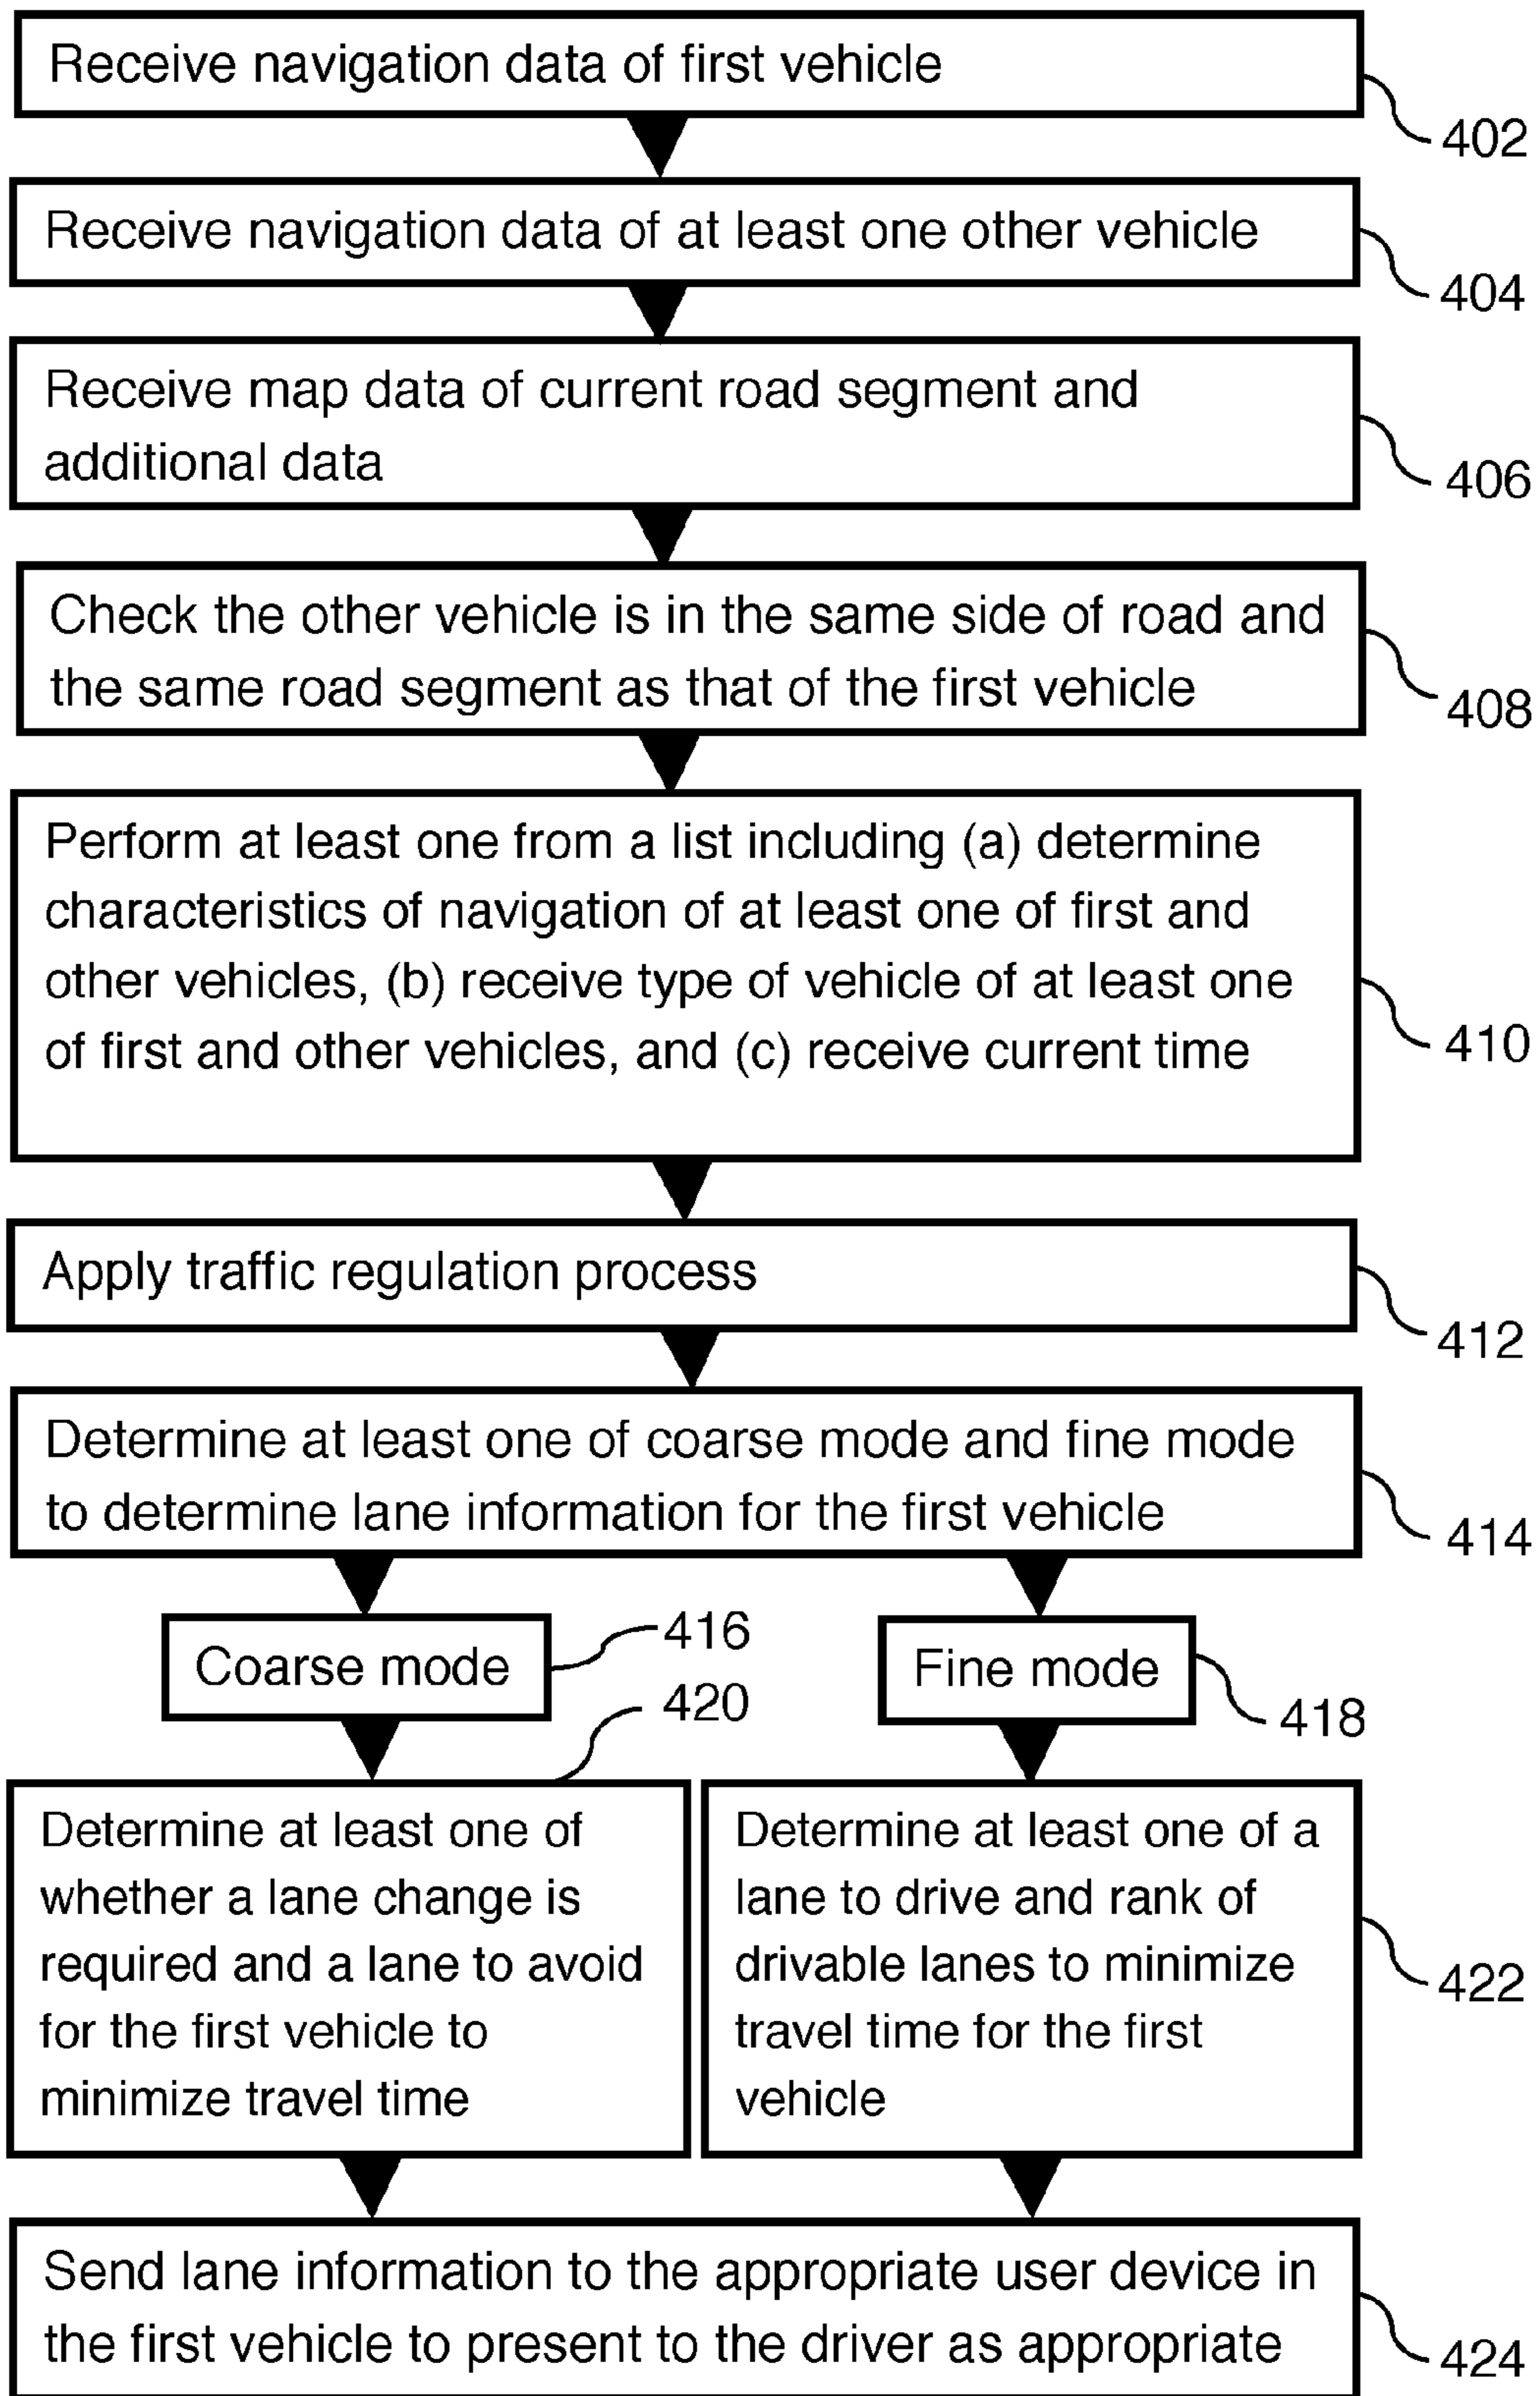 Receive navigation data of first vehicle
402
Receive navigation data of at least one other vehicle
404
Receive map data of current road segment and
additional data
406
Check the other vehicle is in the same side of road and
the same road segment as that of the first vehicle
408
Perform at least one from a list including (a) determine
characteristics of navigation of at least one of first and
other vehicles, (b) receive type of vehicle of at least one
of first and other vehicles, and (c) receive current time
410
Apply traffic regulation process
412
Determine at least one of coarse mode and fine mode
to determine lane information for the first vehicle
414
Coarse mode
416
Fine mode
418
420
Determine at least one of
whether a lane change is
required and a lane to avoid
for the first vehicle to
minimize travel time
Determine at least one of a
lane to drive and rank of
drivable lanes to minimize
travel time for the first
vehicle
422
Send lane information to the appropriate user device in
the first vehicle to present to the driver as appropriate
424